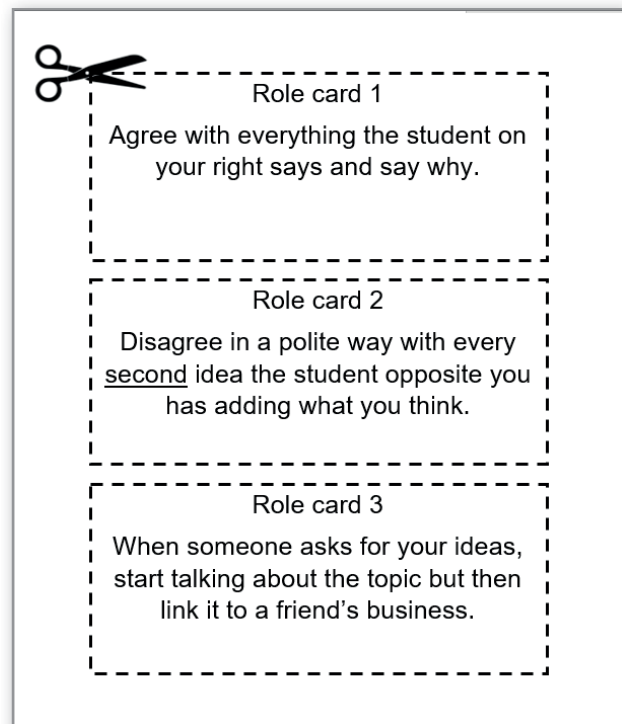 Role card 1
Agree with everything the student on
your right says and say why.
Role card 2
Disagree in a polite way with every
second idea the student opposite you
has adding what you think.
Role card 3
When someone asks for your ideas,
start talking about the topic but then
link it to a friend’s business.